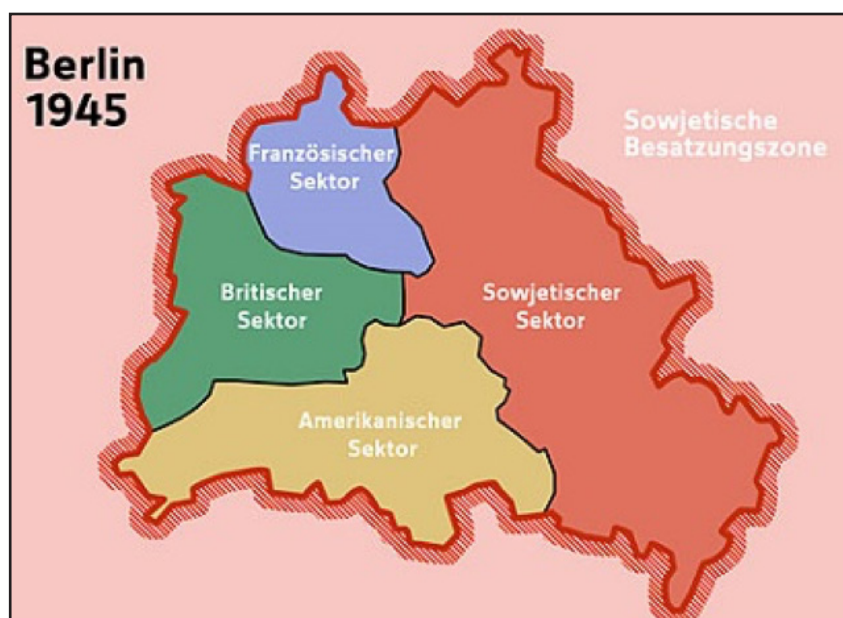 Berlin
1945
Sowjetische
Besatzungszone
Französischer
Sektor
Britischer
Sektor
Sowjetischer
Sektor
Amerikanischer
Sektor